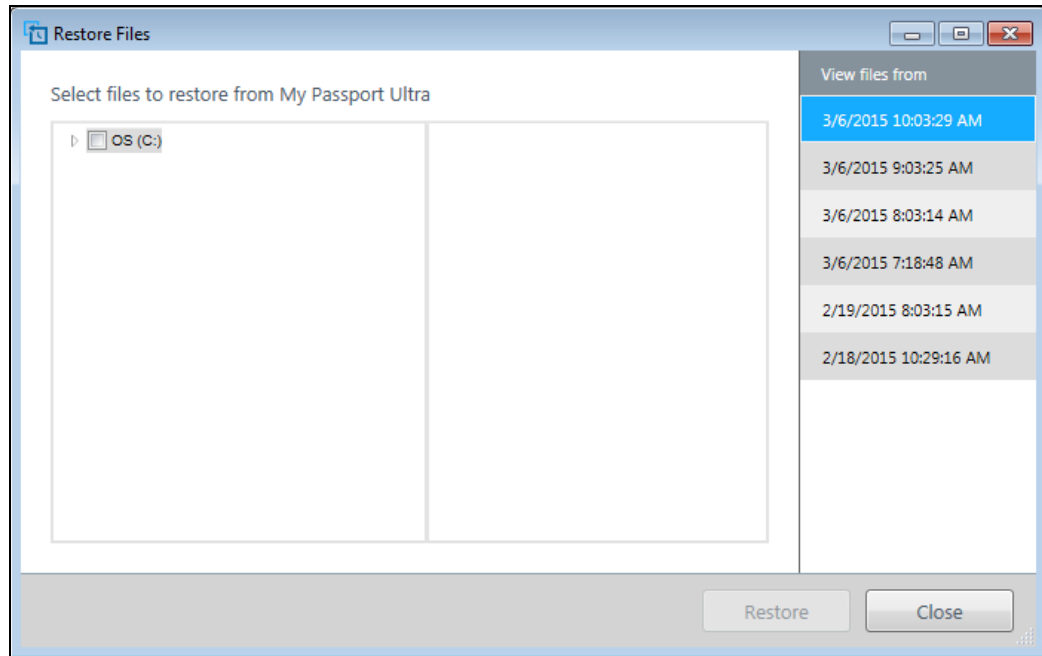 Restore Files
Select files to restore from My Passport Ultra
OS (C:)
View files from
3/6/2015 10:03:29 AM
3/6/2015 9:03:25 AM
3/6/2015 8:03:14 AM
3/6/2015 7:18:48 AM
2/19/2015 8:03:15 AM
2/18/2015 10:29:16 AM
Restore
Close